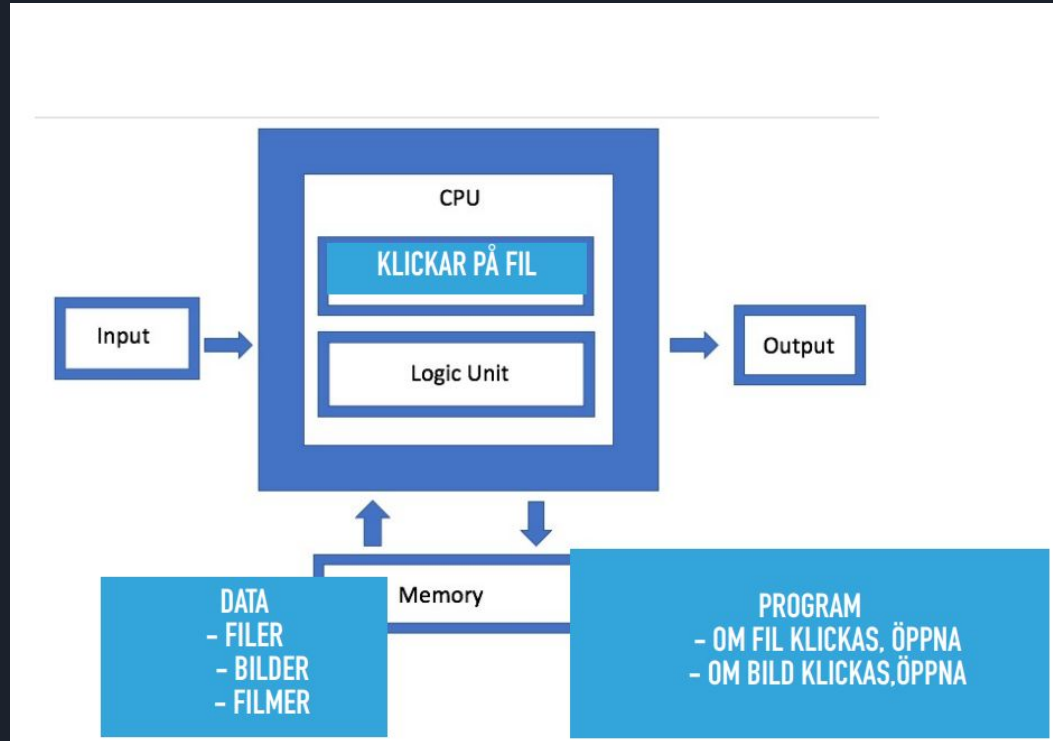 CPU
KLICKAR PÅ FIL
Input
Logic Unit
Output
Memory
DATA
- FILER
- BILDER
- FILMER
PROGRAM
- OM FIL KLICKAS, ÖPPNA
- OM BILD KLICKAS,ÖPPNA